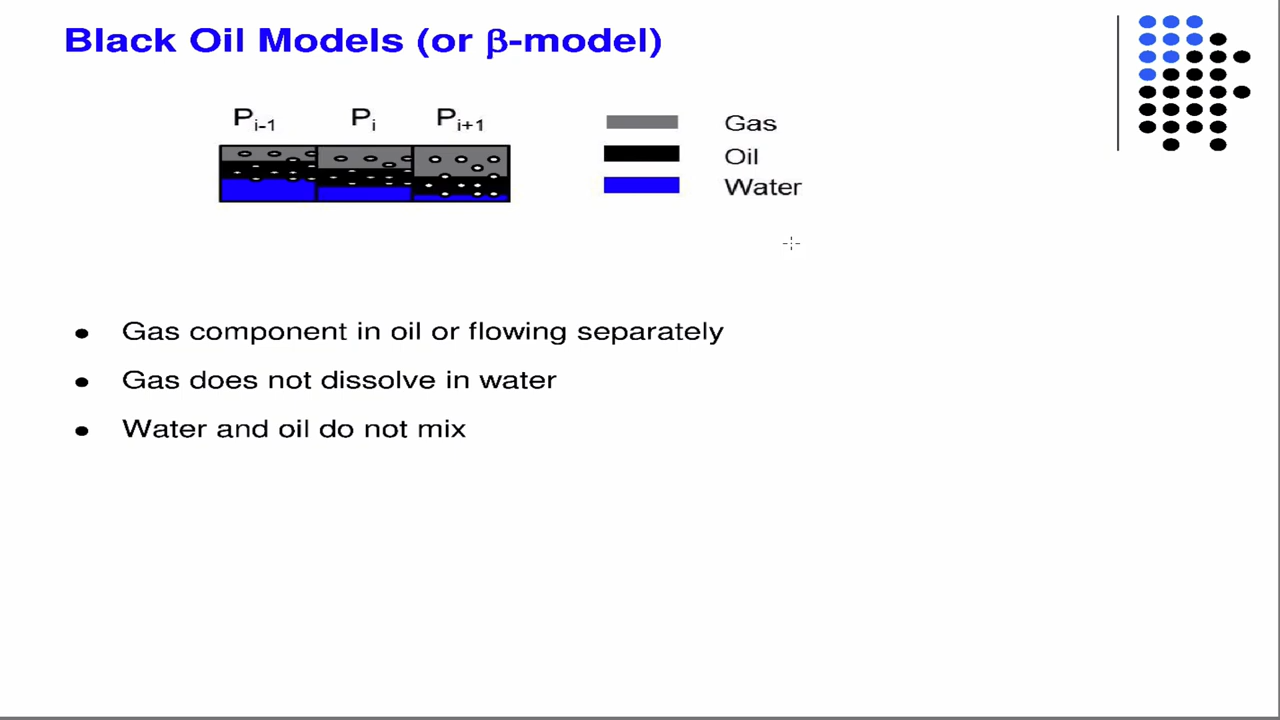 Black Oil Models (or β-model)
Pi-1 Pi Pi+1
Gas
Oil
Water
• Gas component in oil or flowing separately
• Gas does not dissolve in water
• Water and oil do not mix